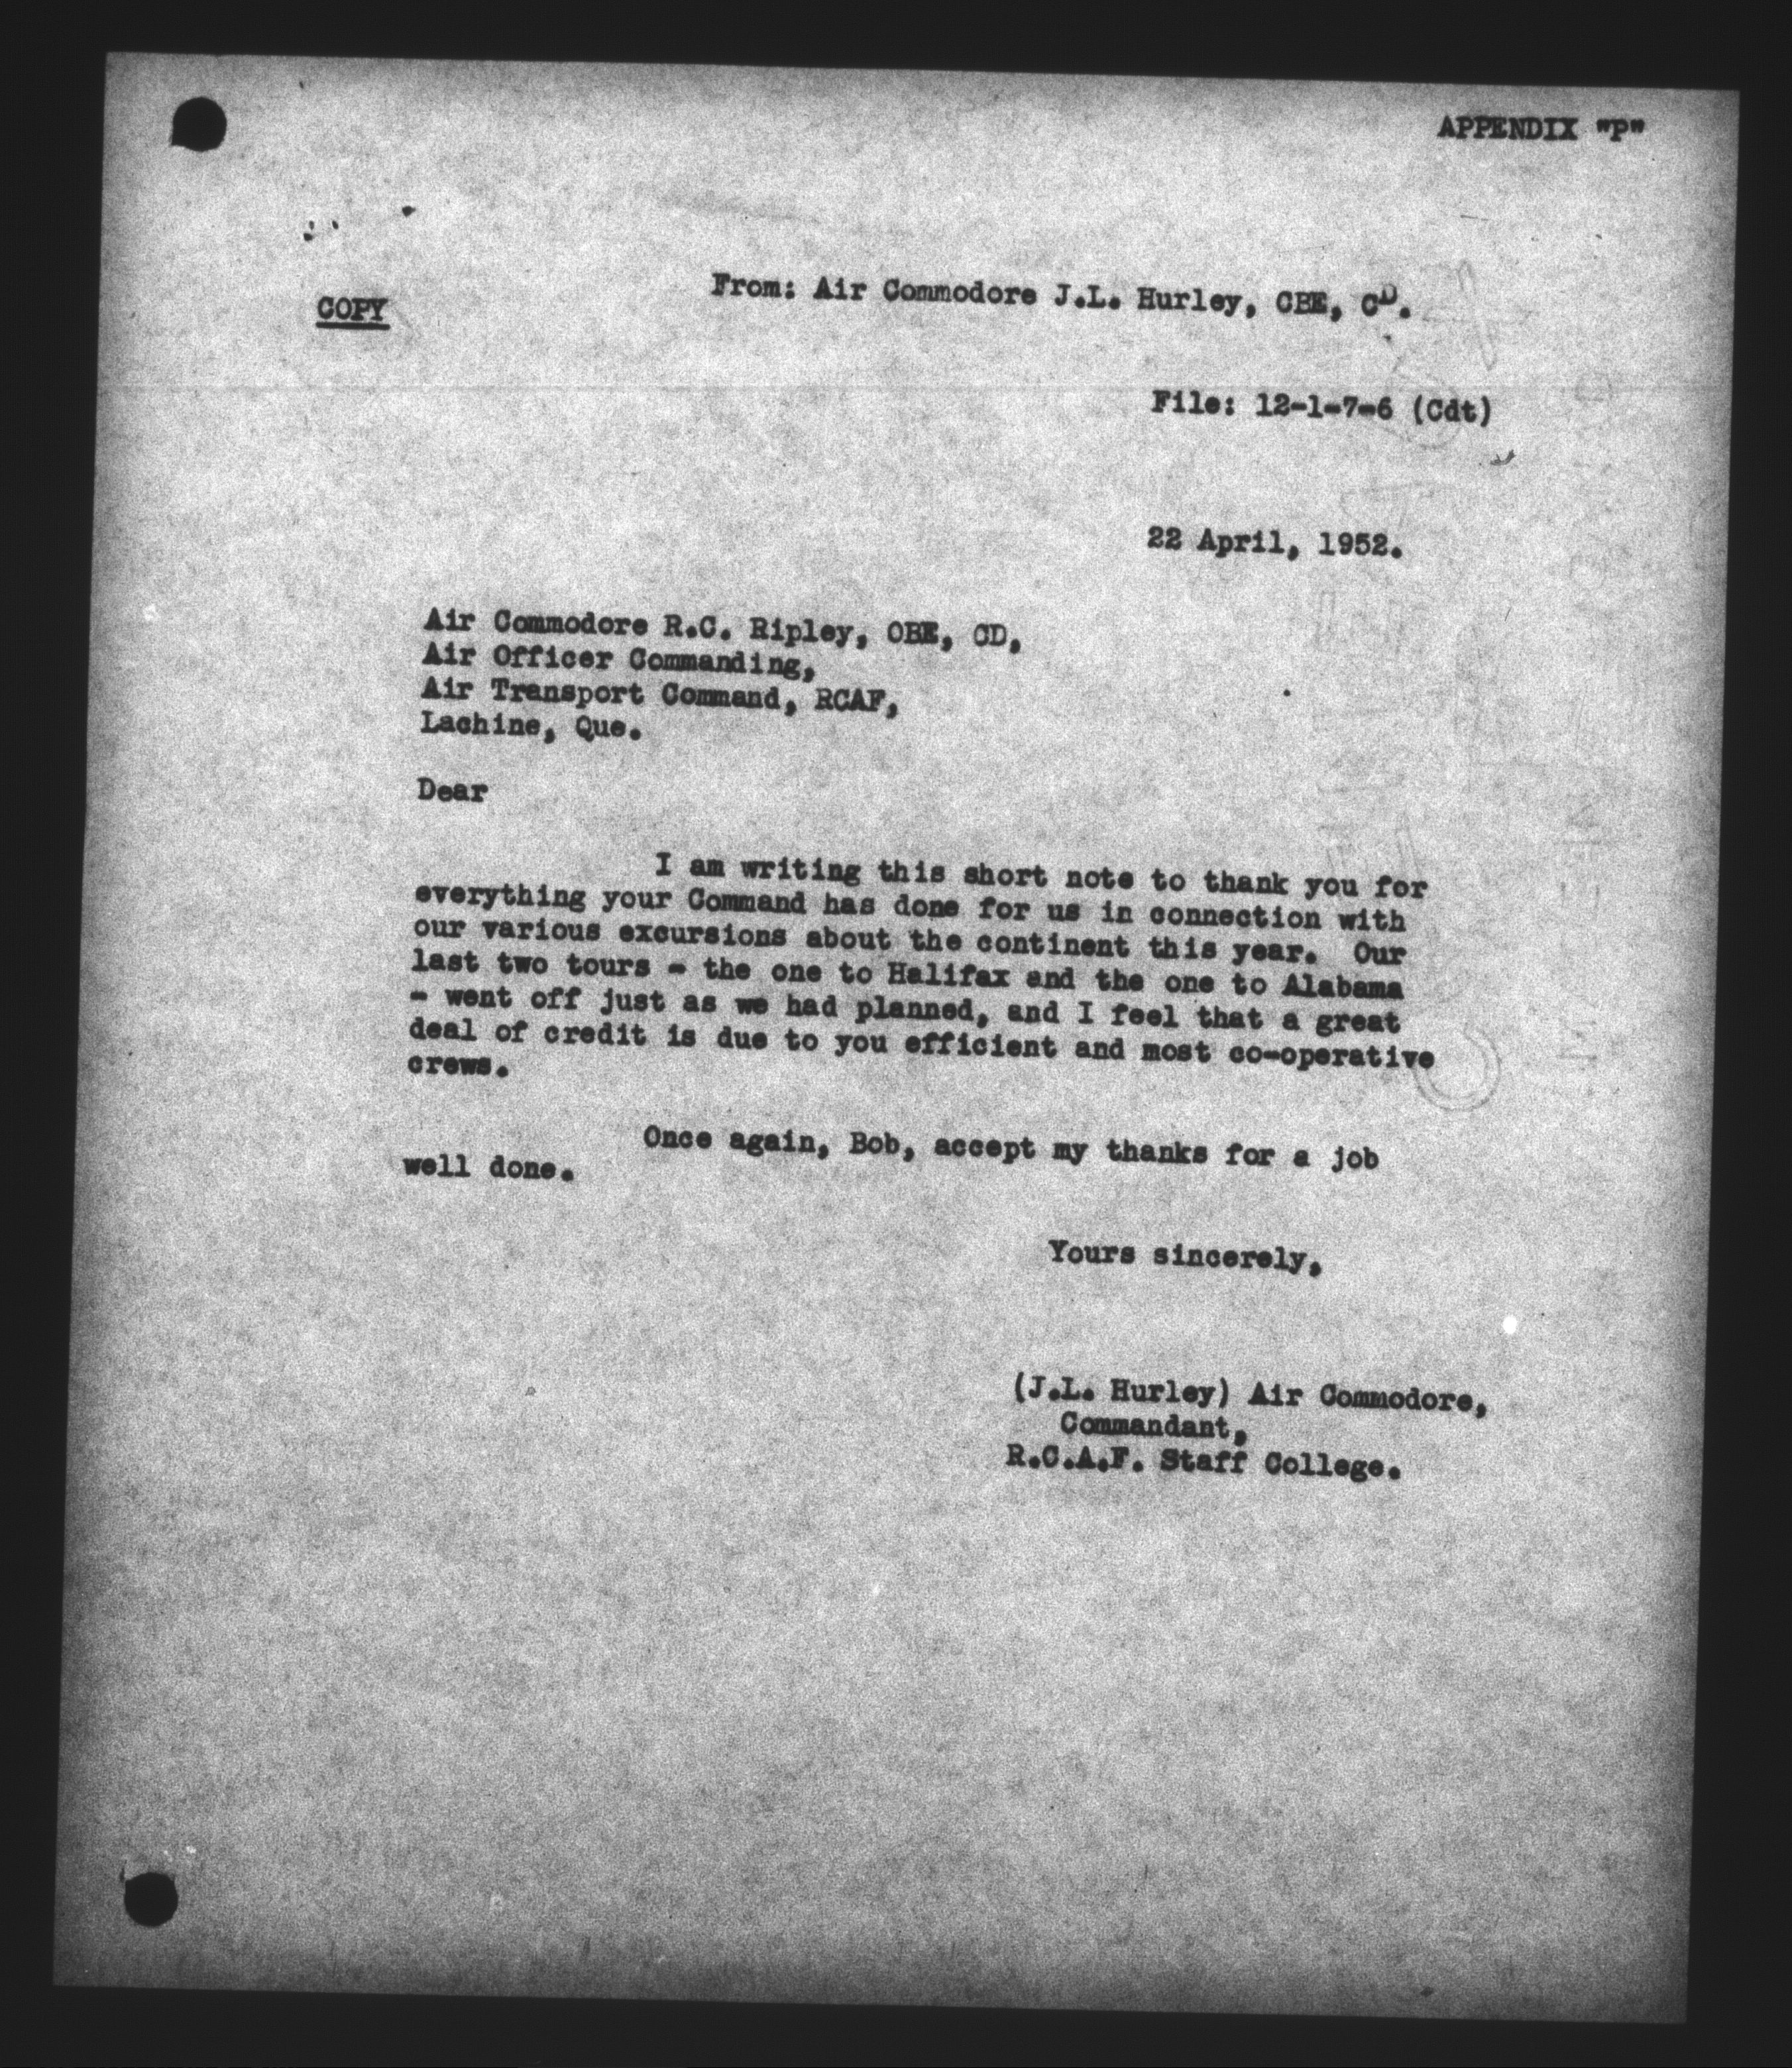 APPENDIX "P"
COPY
From: Air Commodore J.L. Hurley, CBE, CD.
File: 12-1-7-6 (Cdt)
22 April, 1952.
Air Commodore R.C. Ripley, OBE, CD,
Air Officer Commanding,
Air Transport Command, RCAF,
Lachine, Que.
Dear
I am writing this short note to thank you for
everything your Command has done for us in connection with
our various excursions about the continent this year. Our
last two tours - the one to Halifax and the one to Alabama
- went off just as we had planned, and I feel that a great
deal of credit is due to you efficient and most co-operative
crews.
Once again, Bob, accept my thanks for a job
well done.
Yours sincerely,
(J.L. Hurley) Air Commodore,
Commandant,
R.C.A.F. Staff College.